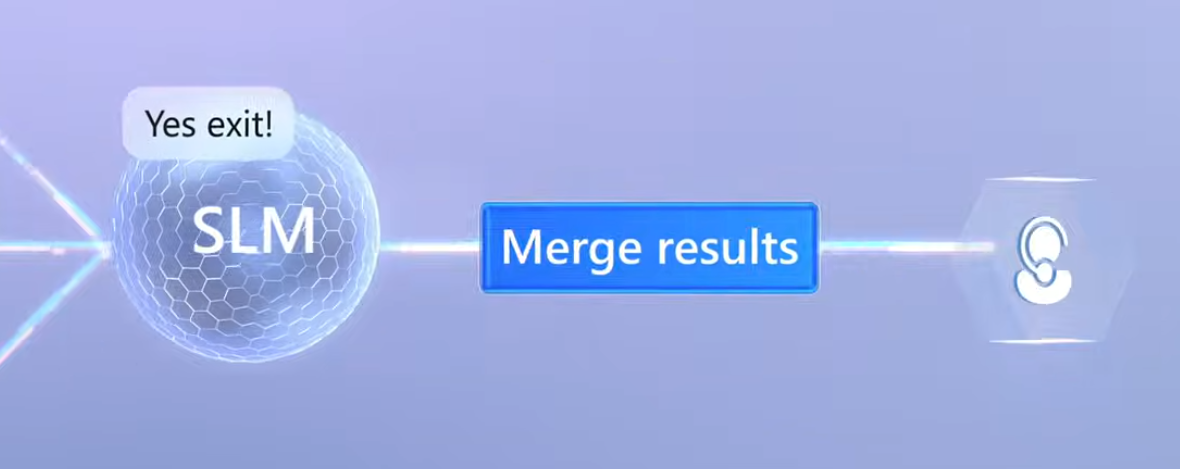 Yes exit!
SLM
Merge results